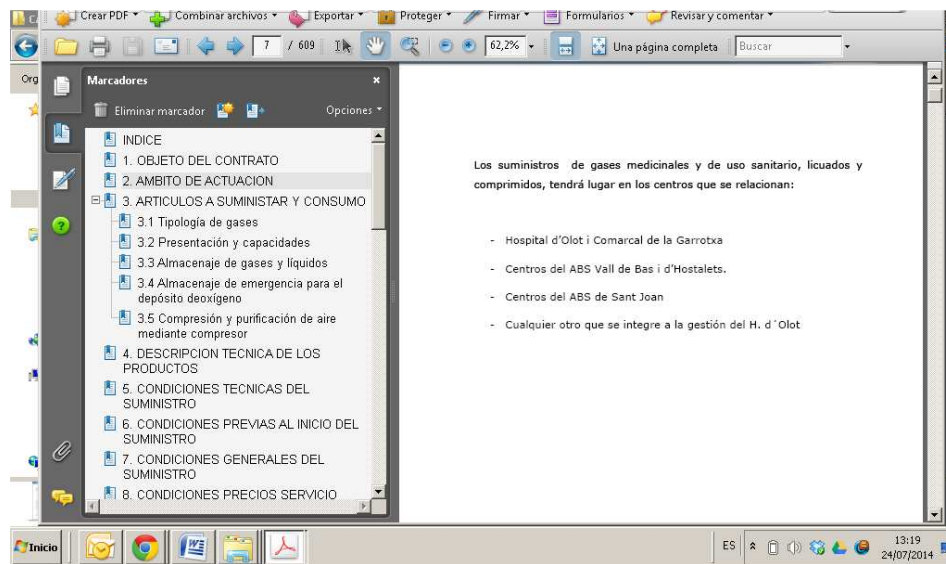 Crear PDF
Combinar archivos
Exportar
Proteger
Firmar
Formularios
Revisar y comentar
7 / 609
62,2%
Una página completa
Buscar
Org
Marcadores
Eliminar marcador
Opciones
INDICE
1. OBJETO DEL CONTRATO
2. AMBITO DE ACTUACION
3. ARTICULOS A SUMINISTAR Y CONSUMO
3.1 Tipología de gases
3.2 Presentación y capacidades
3.3 Almacenaje de gases y líquidos
3.4 Almacenaje de emergencia para el
depósito deoxígeno
3.5 Compresión y purificación de aire
mediante compresor
4. DESCRIPCION TECNICA DE LOS
PRODUCTOS
5. CONDICIONES TECNICAS DEL
SUMINISTRO
6. CONDICIONES PREVIAS AL INICIO DEL
SUMINISTRO
7. CONDICIONES GENERALES DEL
SUMINISTRO
8. CONDICIONES PRECIOS SERVICIO
Los suministros de gases medicinales y de uso sanitario, licuados y
comprimidos, tendrá lugar en los centros que se relacionan:
- Hospital d'Olot i Comarcal de la Garrotxa
- Centros del ABS Vall de Bas i d'Hostalets.
- Centros del ABS de Sant Joan
- Cualquier otro que se integre a la gestión del H. d´Olot
Inicio
ES
13:19
24/07/2014